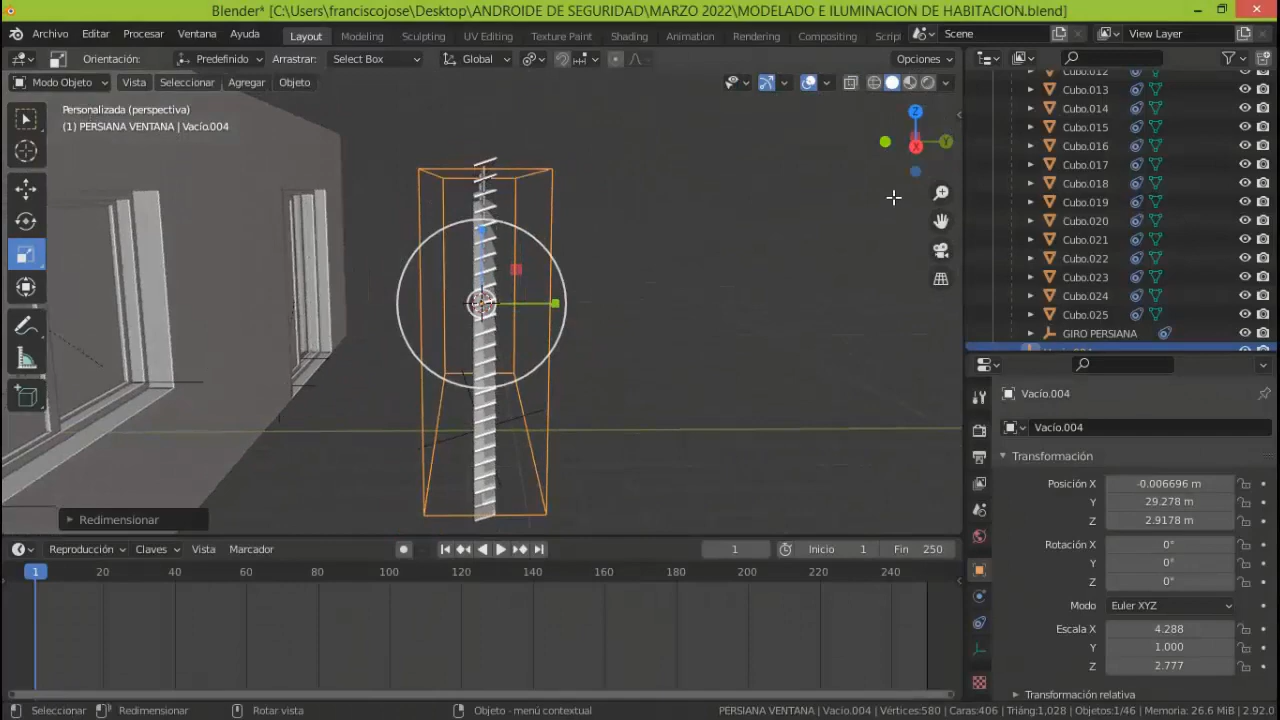 Blender* [C:\Users\franciscojose\Desktop\ANDROIDE DE SEGURIDAD\MARZO 2022\MODELADO E ILUMINACION DE HABITACION.blend]
Archivo Editar Procesar Ventana Ayuda Layout Modeling Sculpting UV Editing Texture Paint Shading Animation Rendering Compositing Scrip Scene View Layer
Orientación: Predefinido Arrastrar: Select Box Global Opciones
Modo Objeto Vista Seleccionar Agregar Objeto
Personalizada (perspectiva)
(1) PERSIANA VENTANA | Vacío.004
Z
Y
X
Cubo.012
Cubo.013
Cubo.014
Cubo.015
Cubo.016
Cubo.017
Cubo.018
Cubo.019
Cubo.020
Cubo.021
Cubo.022
Cubo.023
Cubo.024
Cubo.025
GIRO PERSIANA
Vacío.004
Vacío.004
Transformación
Posición X -0.006696 m
Y 29.278 m
Z 2.9178 m
Rotación X 0°
Y 0°
Z 0°
Modo Euler XYZ
Escala X 4.288
Y 1.000
Z 2.777
Transformación relativa
Redimensionar
Reproducción Claves Vista Marcador 1 Inicio 1 Fin 250
1 20 40 60 80 100 120 140 160 180 200 220 240
Seleccionar Redimensionar Rotar vista Objeto - menú contextual PERSIANA VENTANA | Vacío.004 | Vértices:580 | Caras:406 | Triáng:1,028 | Objetos:1/46 | Memoria: 26.6 MiB | 2.92.0